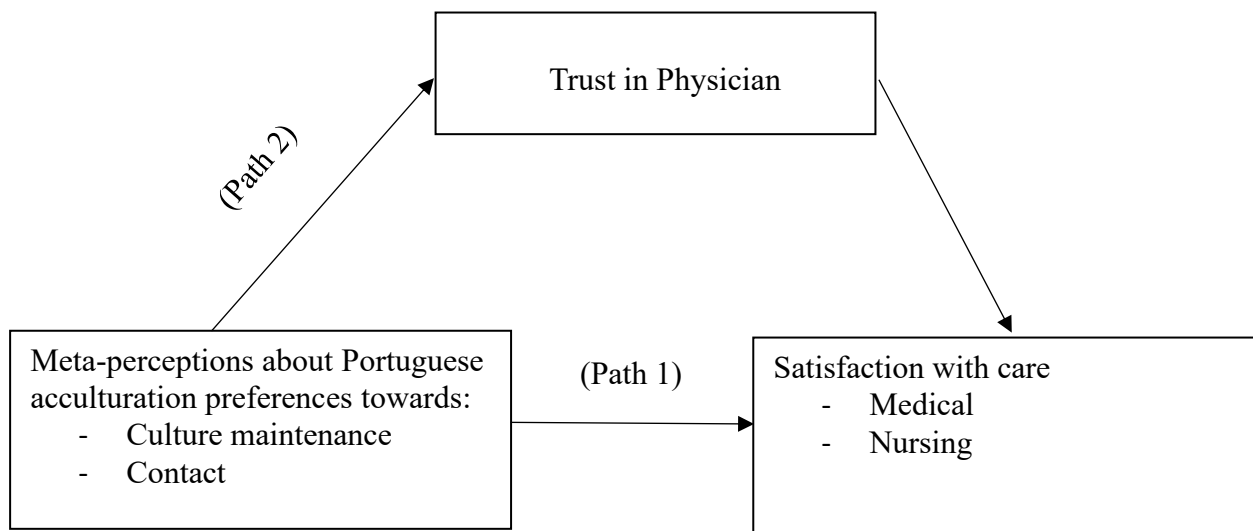 Trust in Physician
(Path 2)
Meta-perceptions about Portuguese
acculturation preferences towards:
- Culture maintenance
- Contact
(Path 1)
Satisfaction with care
- Medical
- Nursing